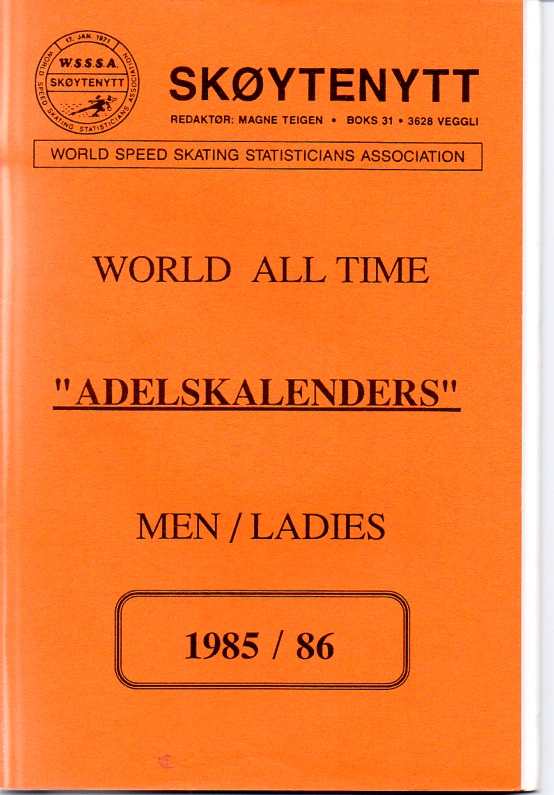 17. JAN. 1971
W.S.S.S.A.
SKØYTENYTT
WORLD SPEED SKATING STATISTICIANS ASSOCIATION
SKØYTENYTT
REDAKTØR: MAGNE TEIGEN • BOKS 31 • 3628 VEGGLI
WORLD SPEED SKATING STATISTICIANS ASSOCIATION
WORLD ALL TIME
"ADELSKALENDERS"
MEN / LADIES
1985 / 86